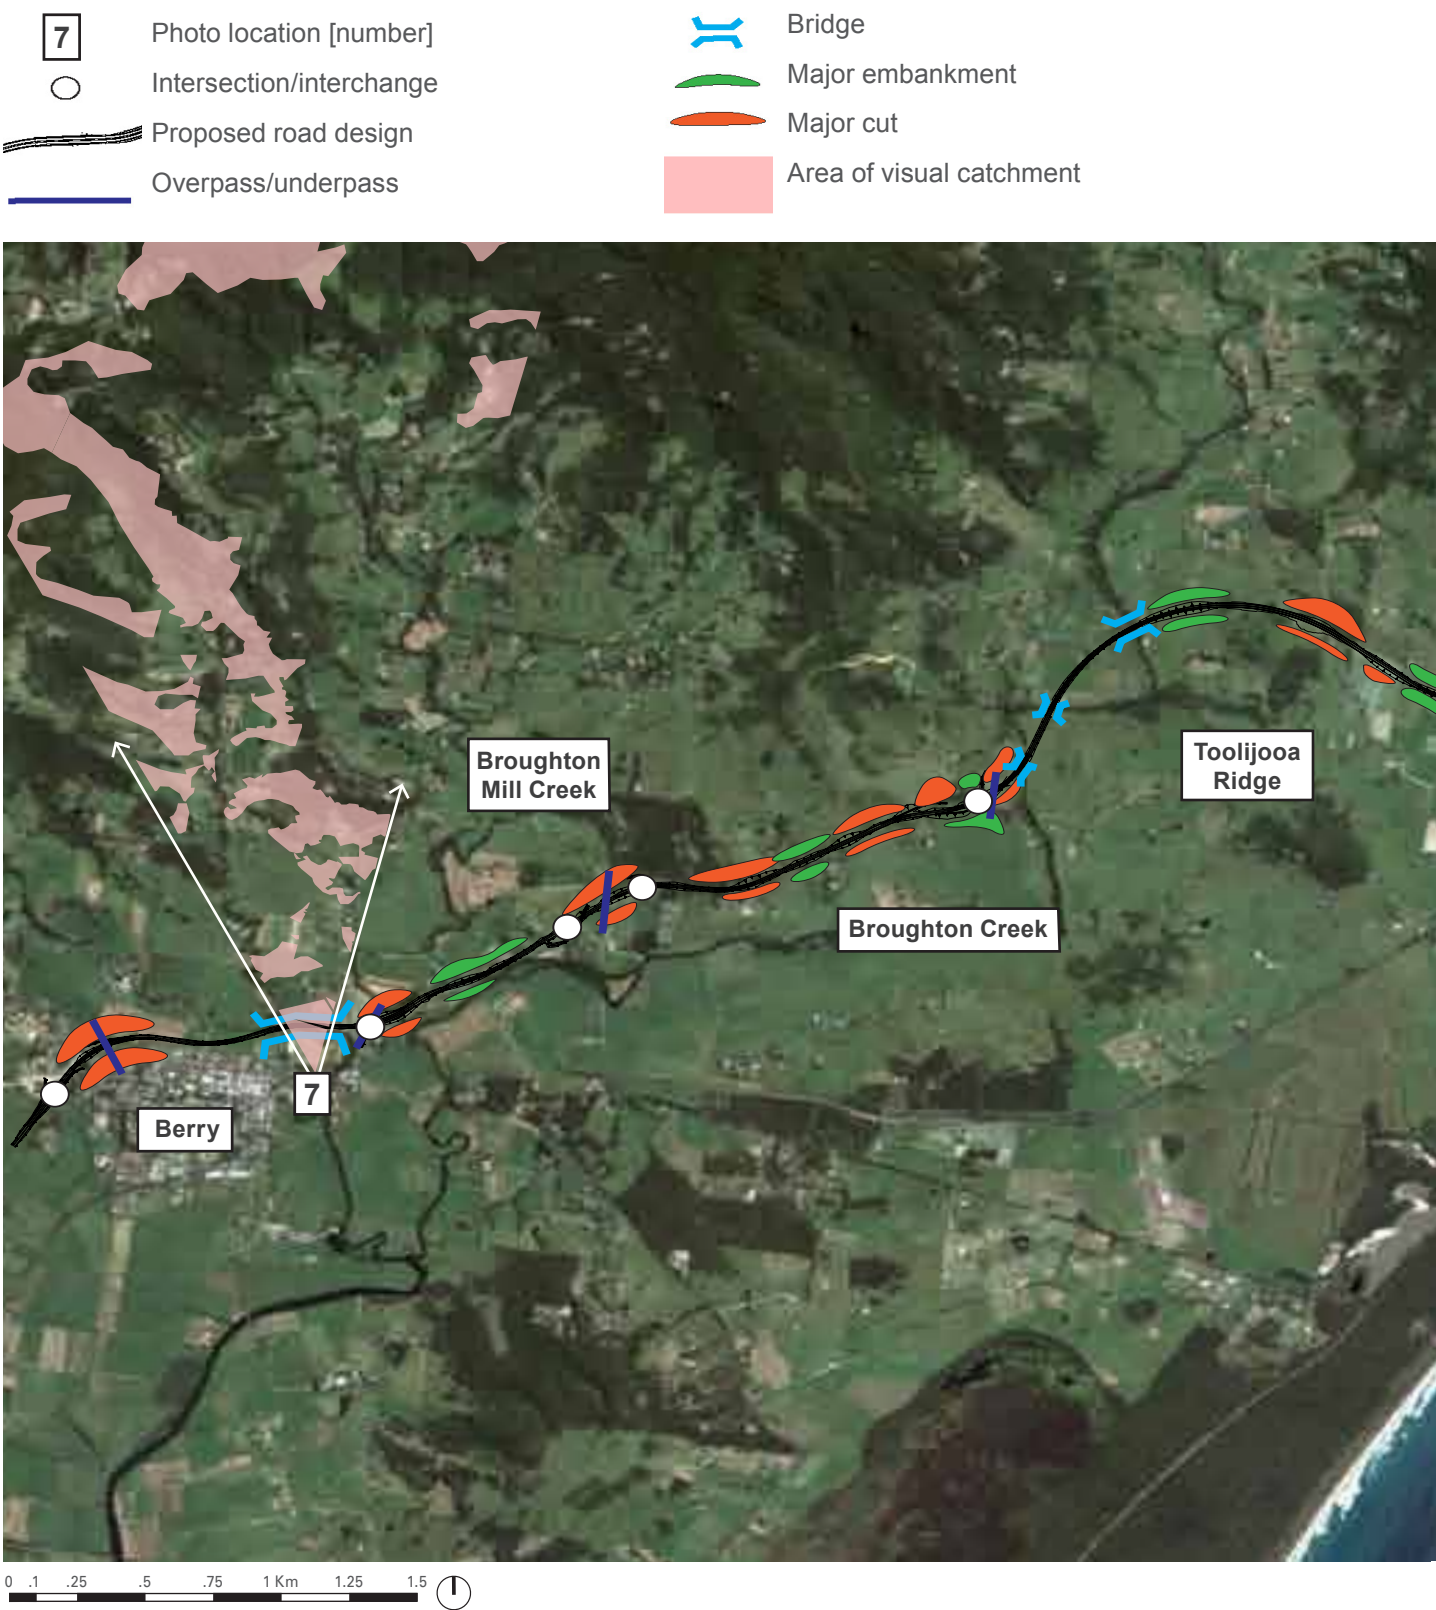 7 Photo location [number]
Intersection/interchange
Proposed road design
Overpass/underpass
Bridge
Major embankment
Major cut
Area of visual catchment
Broughton
Mill Creek
Toolijooa
Ridge
Broughton Creek
7
Berry
0 .1 .25 .5 .75 1 Km 1.25 1.5